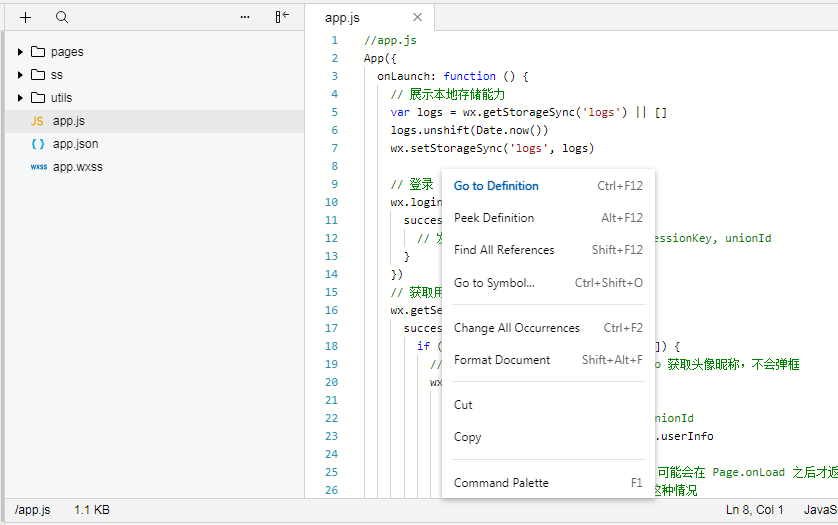 app.js
pages
ss
utils
JS app.js
{ } app.json
wxss app.wxss
1 //app.js
2 App({
3 onLaunch: function () {
4 // 展示本地存储能力
5 var logs = wx.getStorageSync('logs') || []
6 logs.unshift(Date.now())
7 wx.setStorageSync('logs', logs)
8
9 // 登录
10 wx.login
11 succes
12 // 发 essionKey, unionId
13 }
14 })
15 // 获取用
16 wx.getSe
17 succes
18 if ( ]) {
19 // o 获取头像昵称，不会弹框
20 wx
21
22 nionId
23 .userInfo
24
25 可能会在 Page.onLoad 之后才返
26 这种情况
Go to Definition Ctrl+F12
Peek Definition Alt+F12
Find All References Shift+F12
Go to Symbol... Ctrl+Shift+O
Change All Occurrences Ctrl+F2
Format Document Shift+Alt+F
Cut
Copy
Command Palette F1
/app.js 1.1 KB Ln 8, Col 1 JavaS